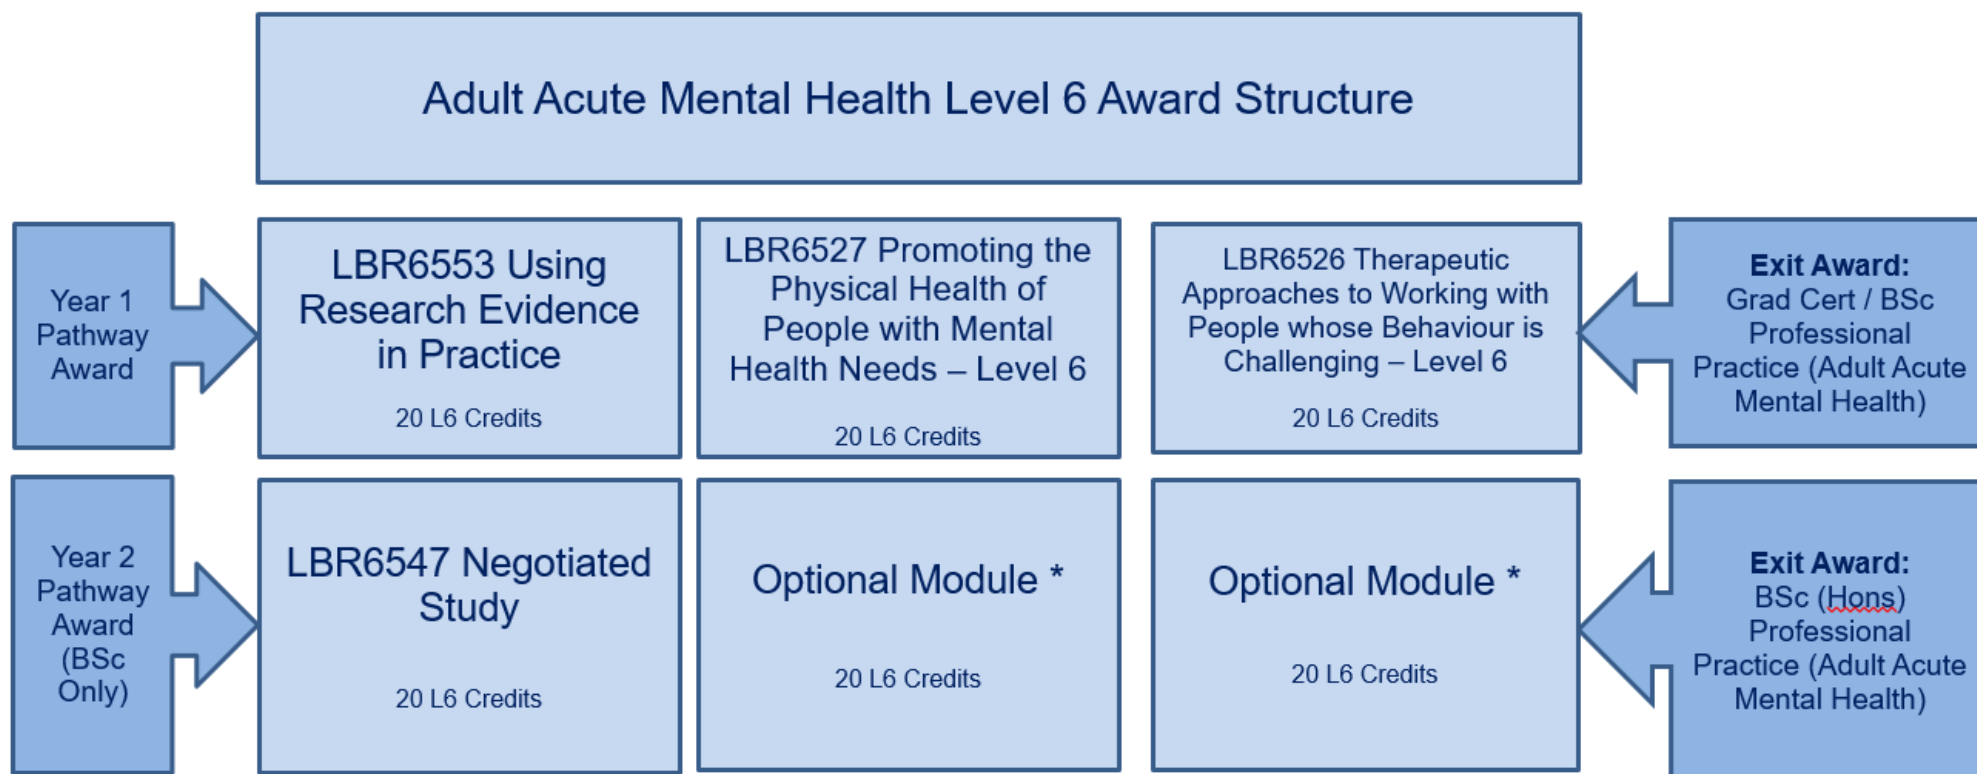 Adult Acute Mental Health Level 6 Award Structure
Year 1
Pathway
Award
LBR6553 Using
Research Evidence
in Practice
20 L6 Credits
LBR6527 Promoting the
Physical Health of
People with Mental
Health Needs – Level 6
20 L6 Credits
LBR6526 Therapeutic
Approaches to Working with
People whose Behaviour is
Challenging – Level 6
20 L6 Credits
Exit Award:
Grad Cert / BSc
Professional
Practice (Adult Acute
Mental Health)
Year 2
Pathway
Award
(BSc
Only)
LBR6547 Negotiated
Study
20 L6 Credits
Optional Module *
20 L6 Credits
Optional Module *
20 L6 Credits
Exit Award:
BSc (Hons)
Professional
Practice (Adult Acute
Mental Health)